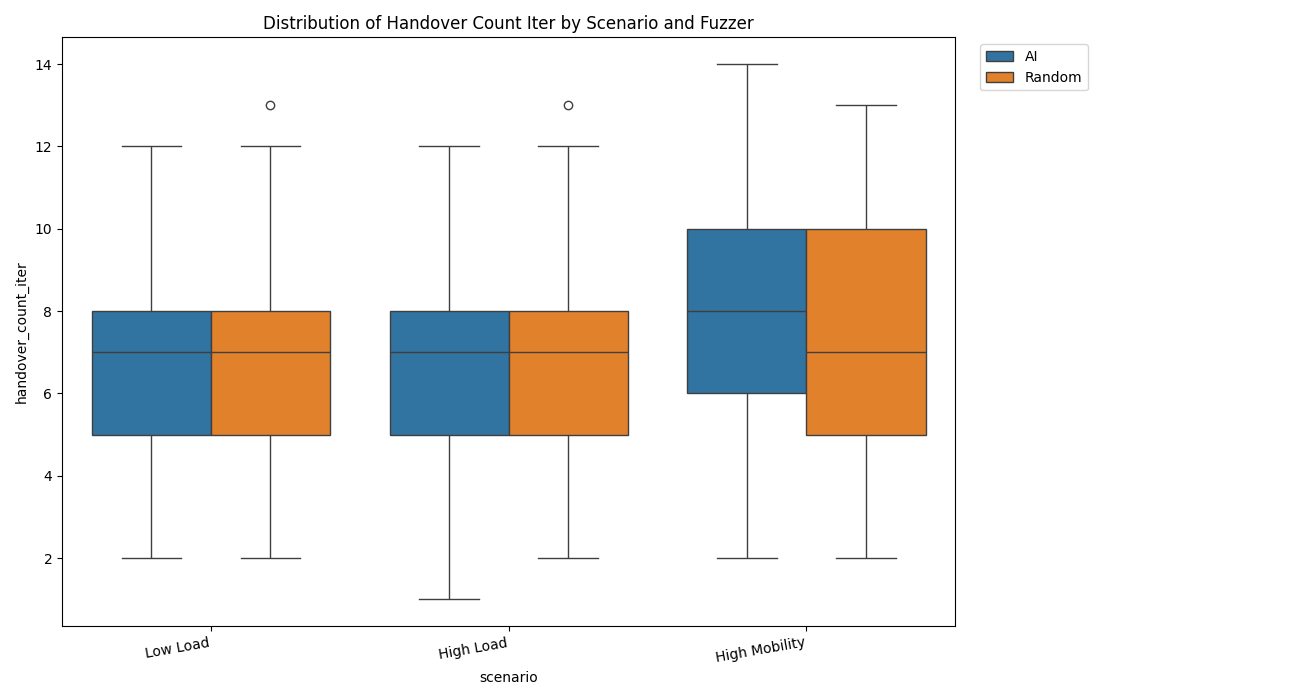 Distribution of Handover Count Iter by Scenario and Fuzzer
AI
Random
handover_count_iter
14
12
10
8
6
4
2
Low Load
High Load
High Mobility
scenario